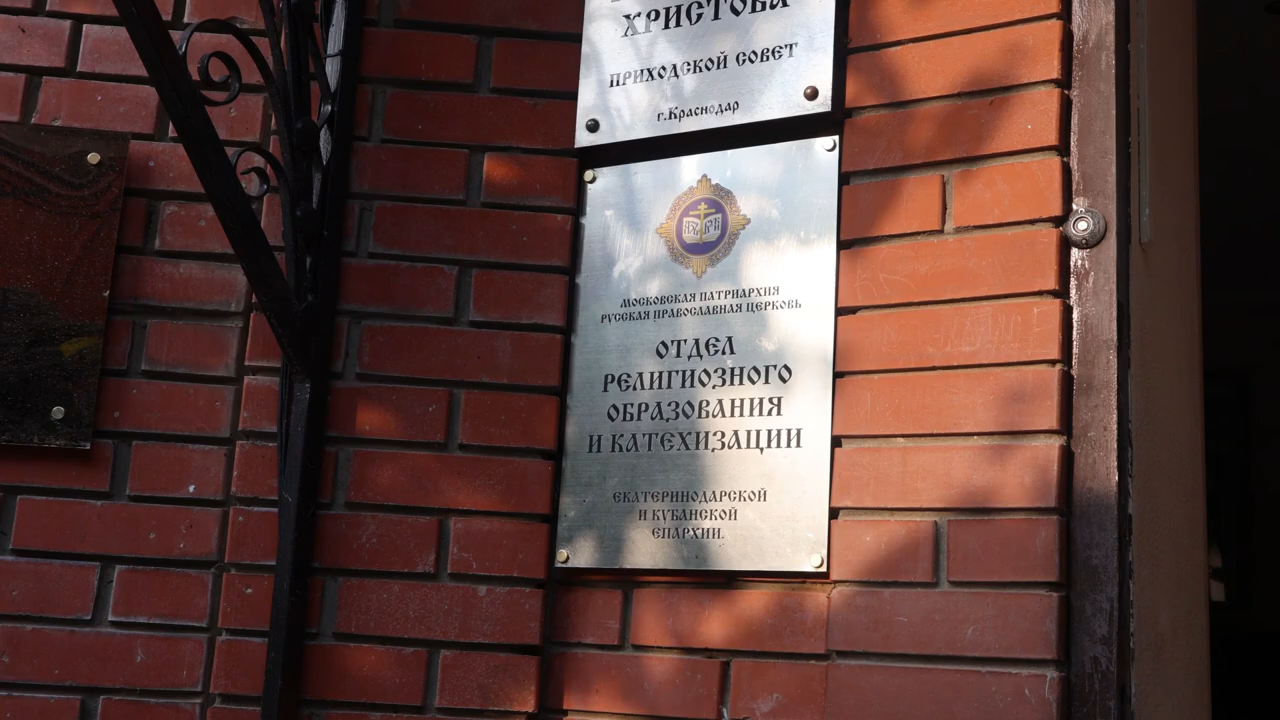 ХРИСТОВА
ПРИХОДСКОЙ СОВЕТ
г.Краснодар
МОСКОВСКАЯ ПАТРИАРХИЯ
РУССКАЯ ПРАВОСЛАВНАЯ ЦЕРКОВЬ
ОТДЕЛ
РЕЛИГИОЗНОГО
ОБРАЗОВАНИЯ
И КАТЕХИЗАЦИИ
ЕКАТЕРИНОДАРСКОЙ
И КУБАНСКОЙ
ЕПАРХИИ.